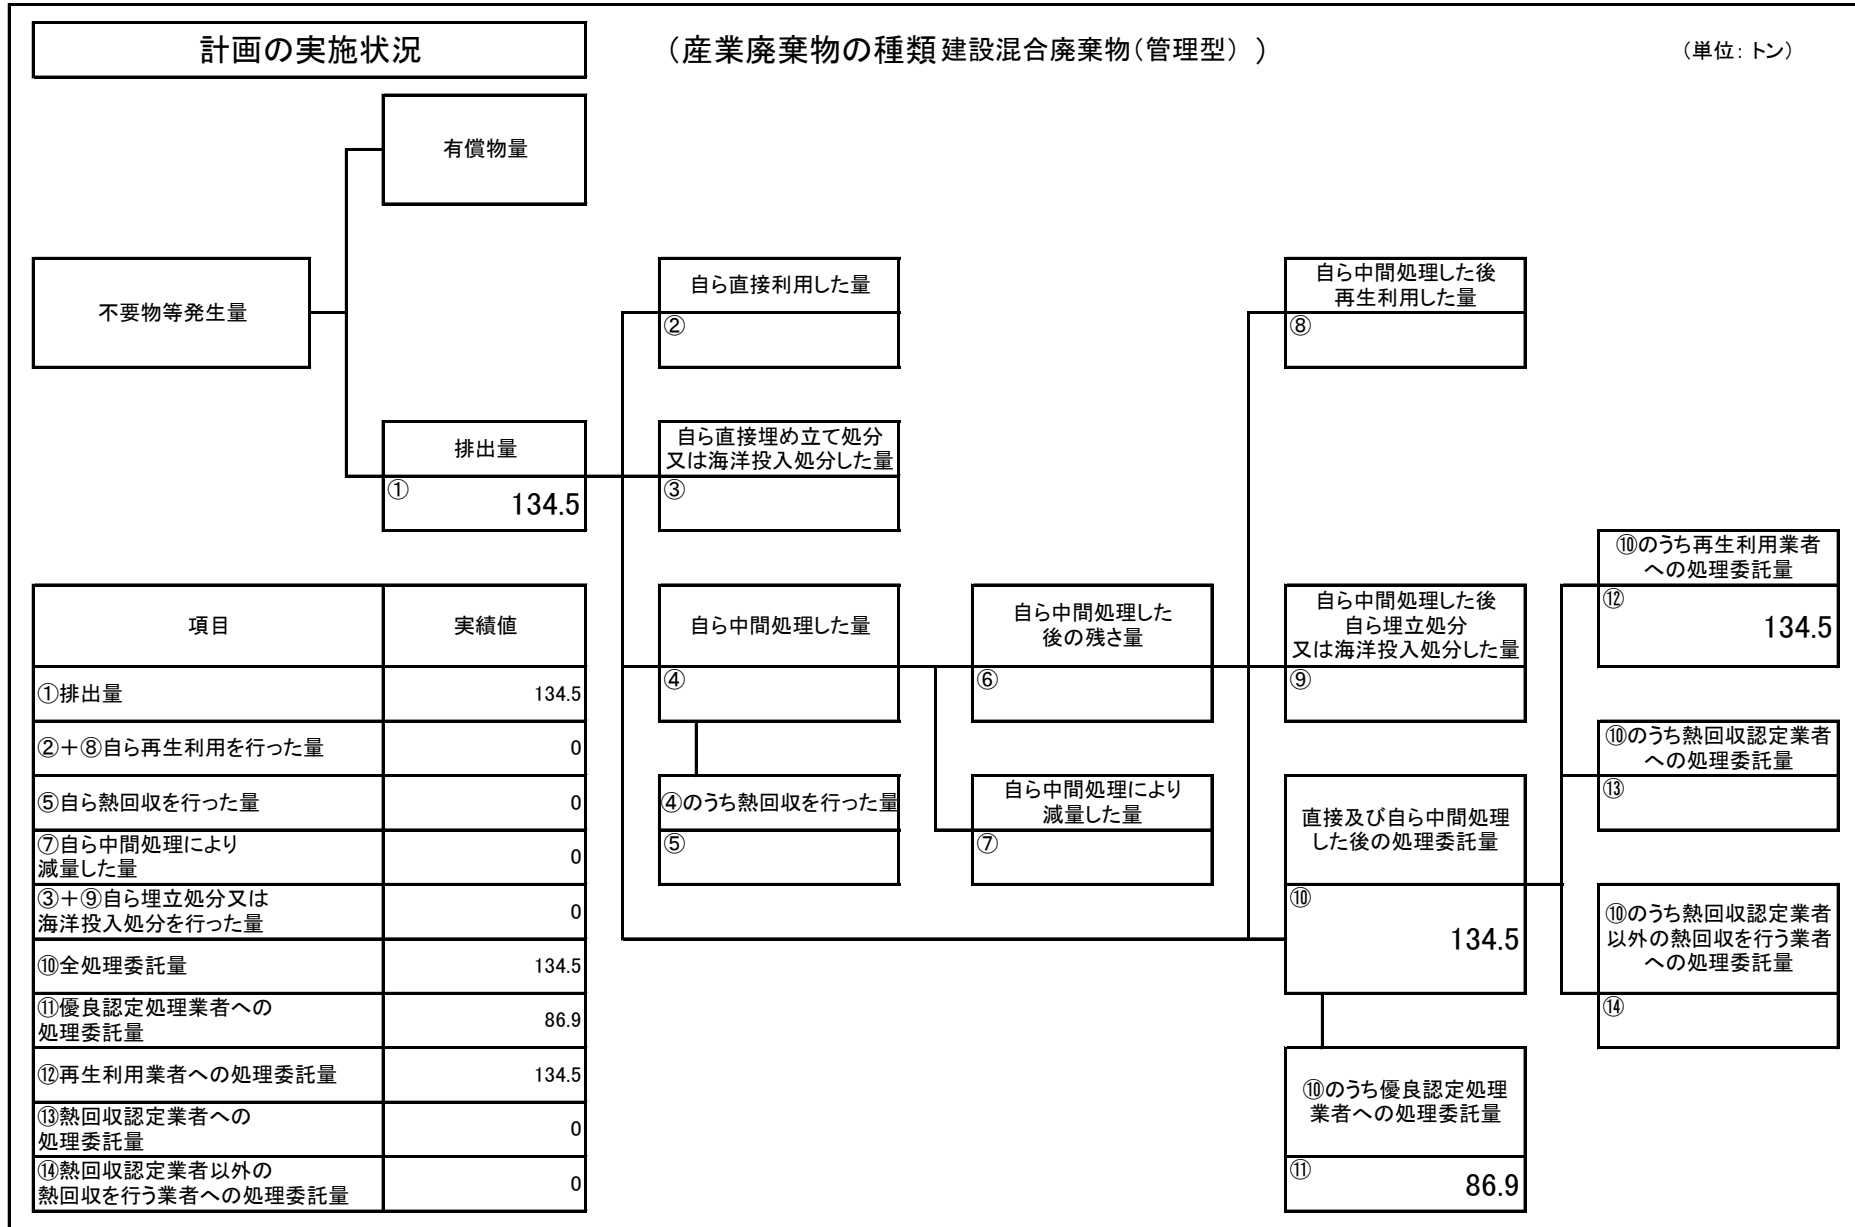 計画の実施状況
（産業廃棄物の種類 建設混合廃棄物（管理型） ）
（単位：トン）
有償物量
不要物等発生量
自ら直接利用した量
②
自ら中間処理した後
再生利用した量
⑧
排出量
①
134.5
自ら直接埋め立て処分
又は海洋投入処分した量
③
⑩のうち再生利用業者
への処理委託量
⑫
134.5
自ら中間処理した量
④
自ら中間処理した
後の残さ量
⑥
自ら中間処理した後
自ら埋立処分
又は海洋投入処分した量
⑨
⑩のうち熱回収認定業者
への処理委託量
⑬
④のうち熱回収を行った量
⑤
自ら中間処理により
減量した量
⑦
直接及び自ら中間処理
した後の処理委託量
⑩
134.5
⑩のうち熱回収認定業者
以外の熱回収を行う業者
への処理委託量
⑭
⑩のうち優良認定処理
業者への処理委託量
⑪
86.9
項目 実績値
①排出量 134.5
②＋⑧自ら再生利用を行った量 0
⑤自ら熱回収を行った量 0
⑦自ら中間処理により
減量した量 0
③＋⑨自ら埋立処分又は
海洋投入処分を行った量 0
⑩全処理委託量 134.5
⑪優良認定処理業者への
処理委託量 86.9
⑫再生利用業者への処理委託量 134.5
⑬熱回収認定業者への
処理委託量 0
⑭熱回収認定業者以外の
熱回収を行う業者への処理委託量 0